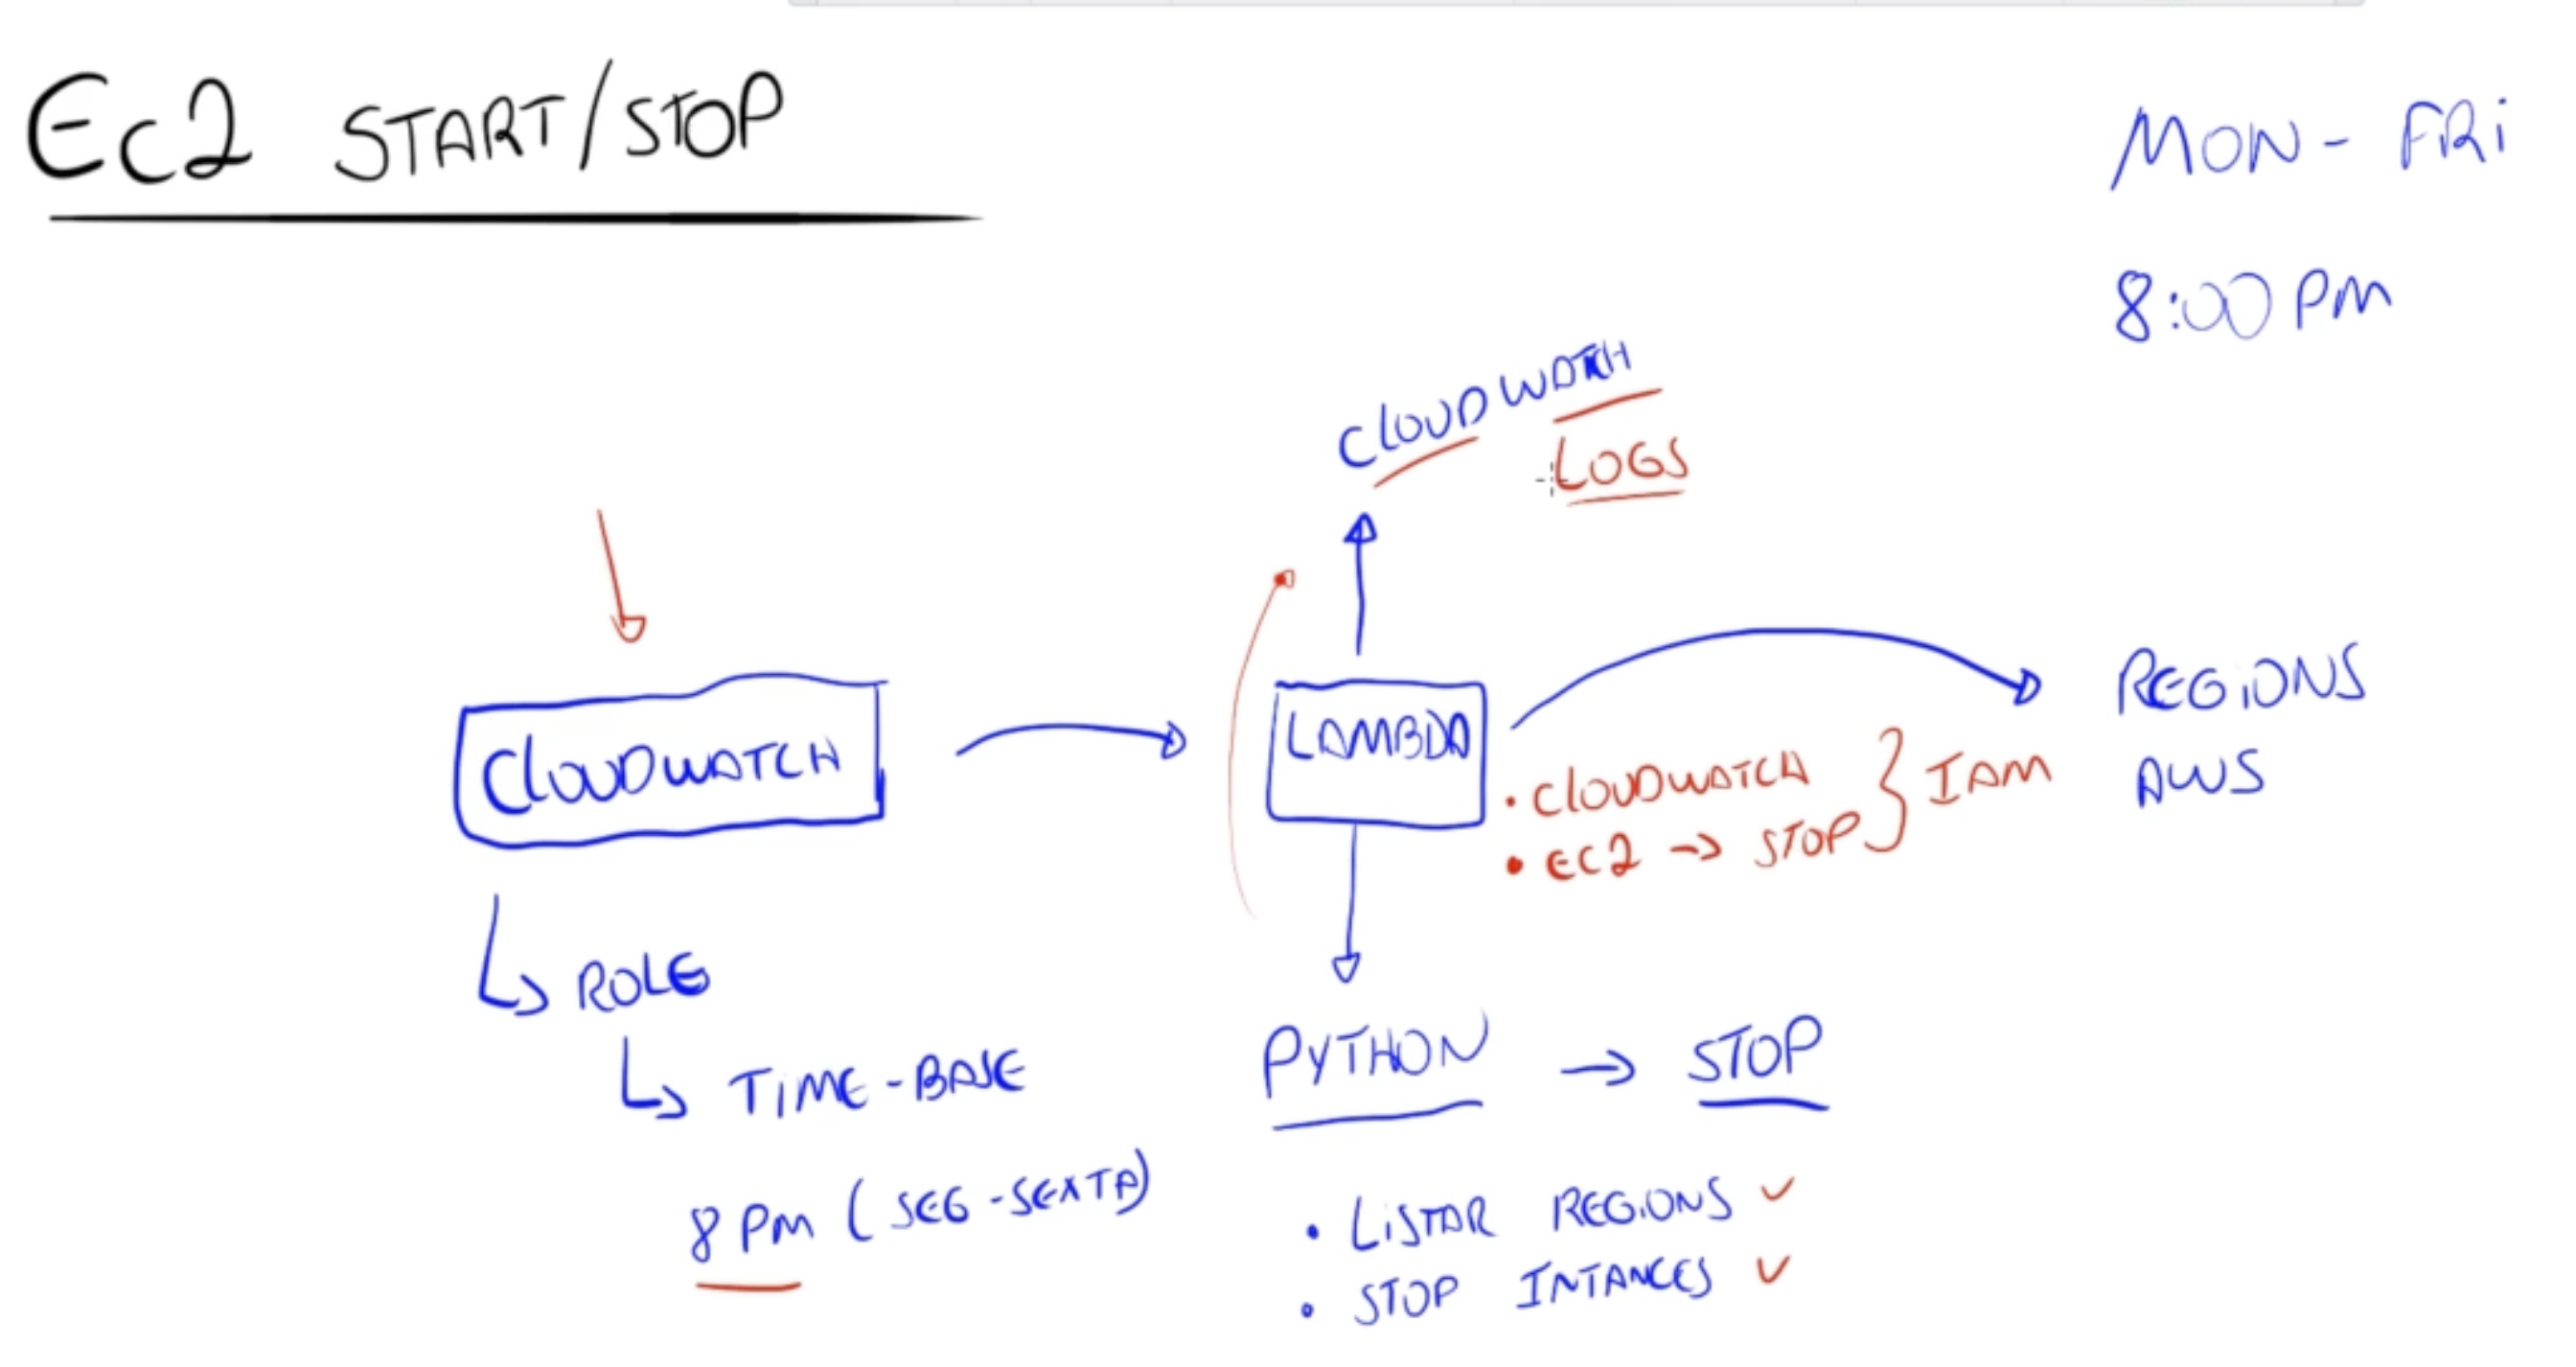 Ec2 START/STOP
MON - FRi
8:00 PM
CLOUDWATCH
LOGS
CLOUDWATCH
LAMBDA
REGiONS
AWS
• CLOUDWATCH
• EC2 → STOP
} IAM
ROLE
TiME-BASE
8 PM (SEG-SEXTA)
PYTHON → STOP
• LiSTAR REGiONS ✓
• STOP INTANCES ✓